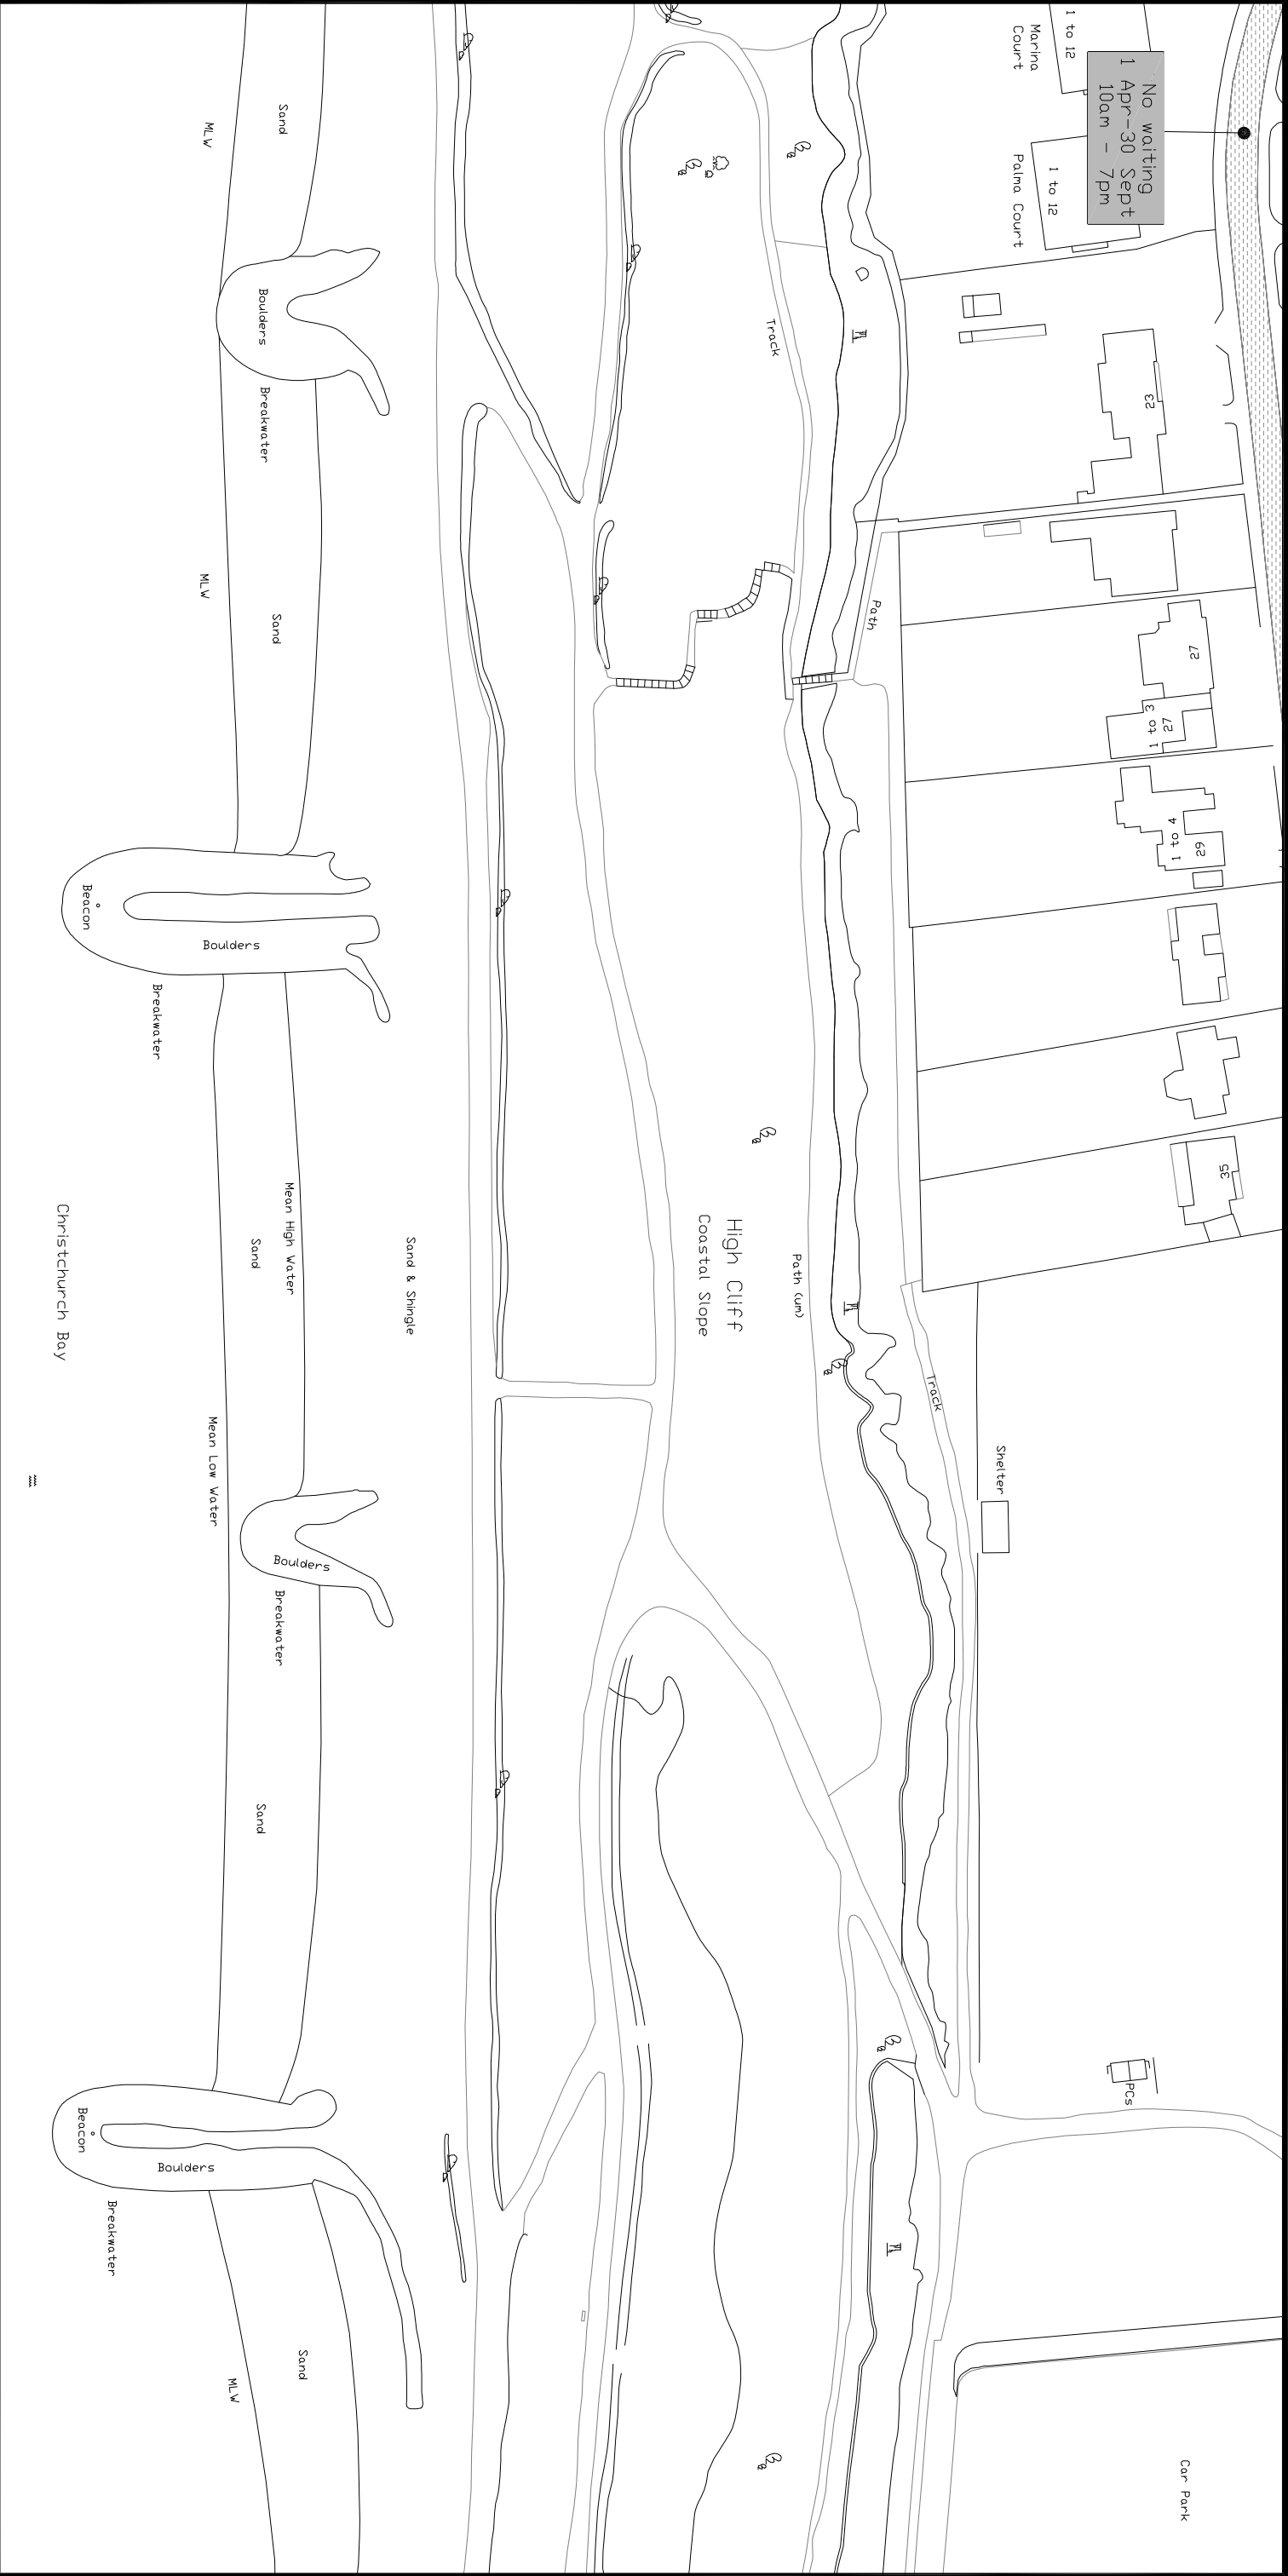 1 to 12
Marina
Court
No waiting
1 Apr-30 Sept
10am - 7pm
1 to 12
Palma Court
23
Track
Path
27
27
1 to 3
29
1 to 4
35
Sand
MLW
Boulders
Breakwater
MLW
Sand
Beacon
Boulders
Breakwater
High Cliff
Coastal Slope
Path (um)
Track
Shelter
Mean High Water
Sand
Sand & Shingle
Christchurch Bay
Mean Low Water
Boulders
Breakwater
Sand
PCs
Beacon
Boulders
Breakwater
Sand
MLW
Car Park